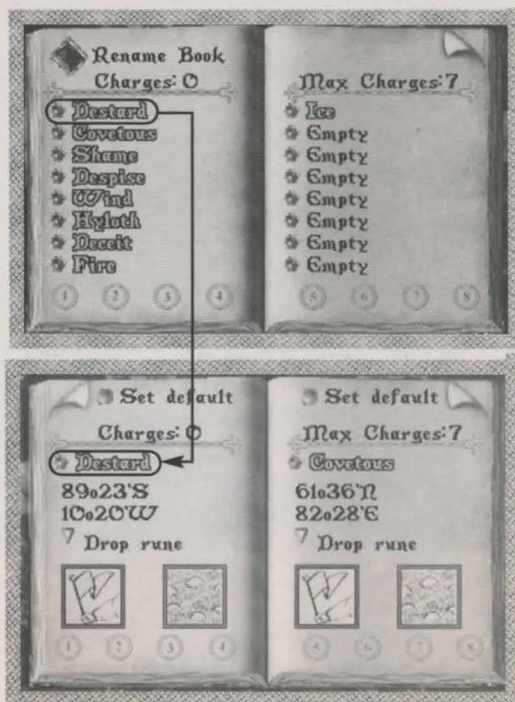 Rename Book
Charges: 0
Destard
Covetous
Shame
Despise
Wind
Hyloth
Deceit
Fire
1 2 3 4
Max Charges: 7
Ice
Empty
Empty
Empty
Empty
Empty
Empty
Empty
5 6 7 8
Set default
Charges: 0
Destard
89o23'S
10o20'W
Drop rune
1 2 3 4
Set default
Max Charges: 7
Covetous
61o36'N
82o28'E
Drop rune
5 6 7 8